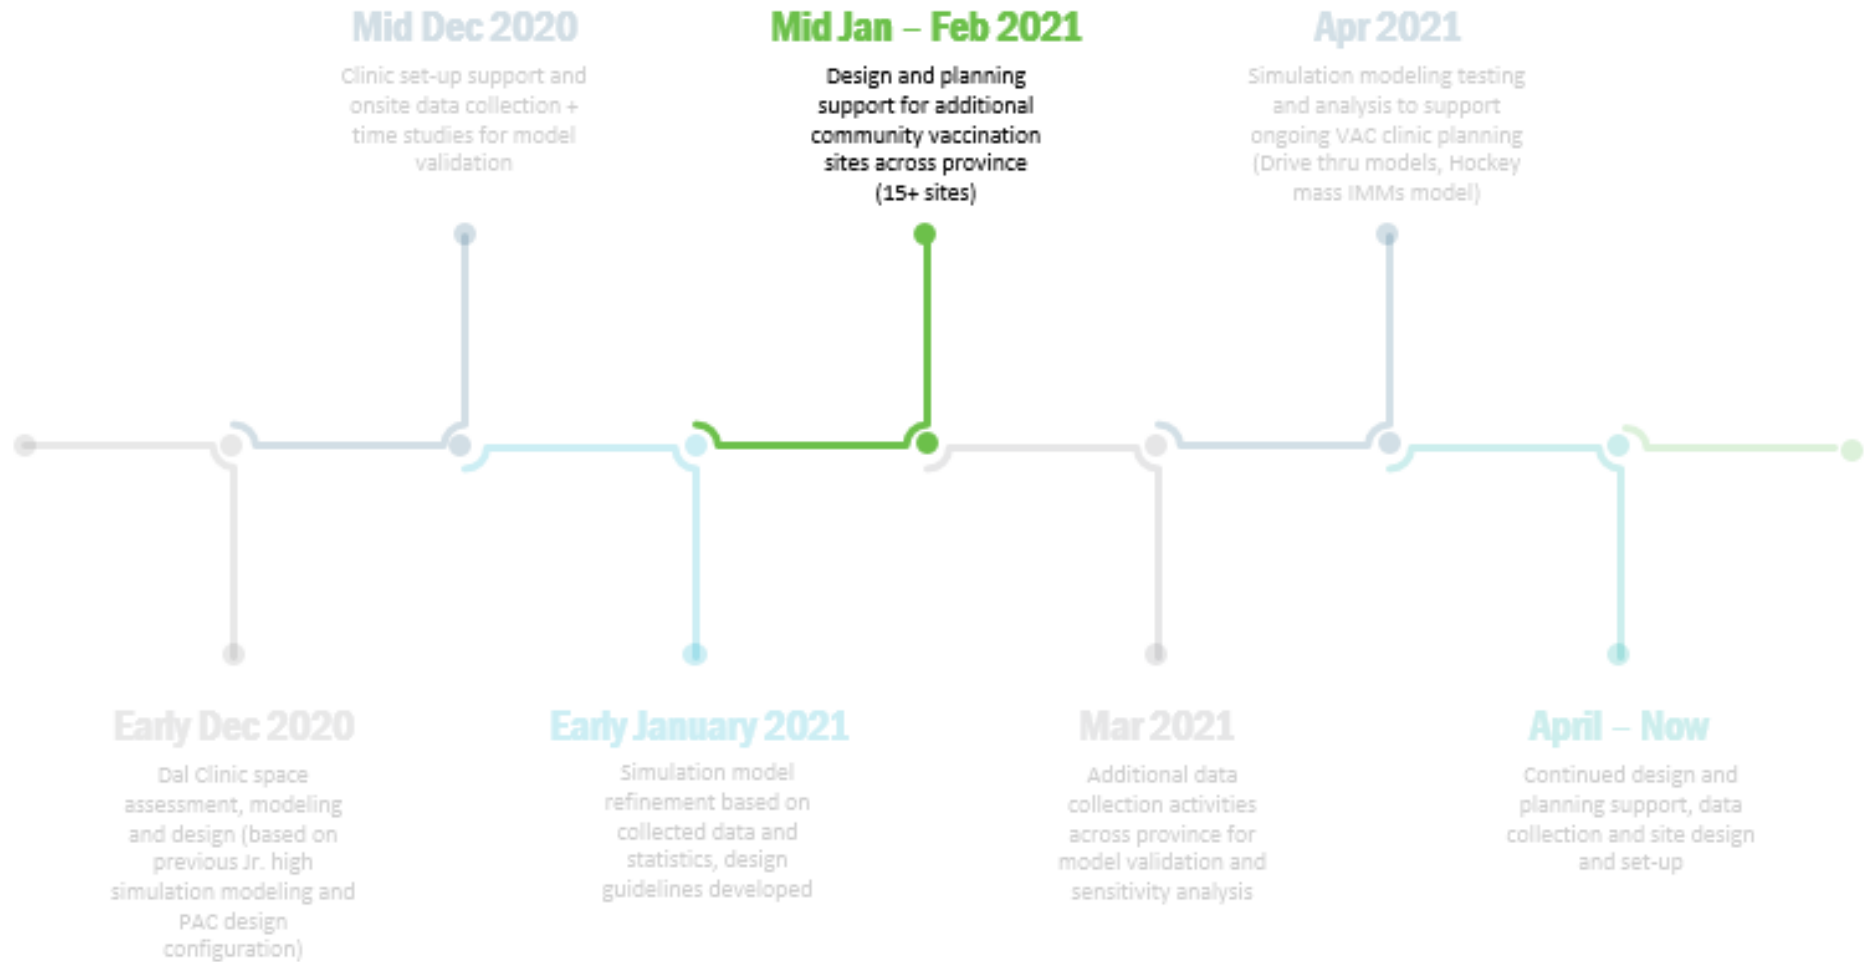 Mid Dec 2020
Clinic set-up support and
onsite data collection +
time studies for model
validation
Mid Jan – Feb 2021
Design and planning
support for additional
community vaccination
sites across province
(15+ sites)
Apr 2021
Simulation modeling testing
and analysis to support
ongoing VAC clinic planning
(Drive thru models, Hockey
mass IMMs model)
Early Dec 2020
Dal Clinic space
assessment, modeling
and design (based on
previous Jr. high
simulation modeling and
PAC design
configuration)
Early January 2021
Simulation model
refinement based on
collected data and
statistics, design
guidelines developed
Mar 2021
Additional data
collection activities
across province for
model validation and
sensitivity analysis
April – Now
Continued design and
planning support, data
collection and site design
and set-up